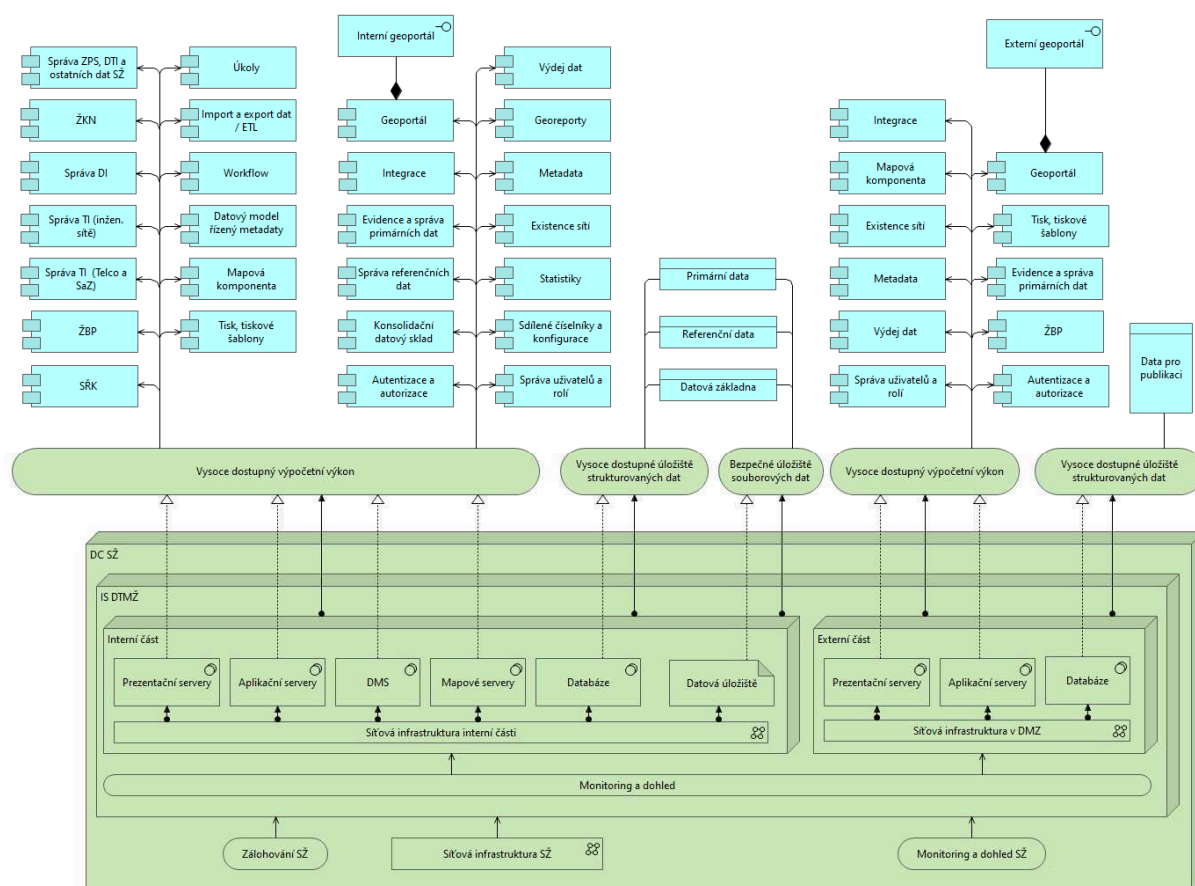 Interní geoportál
Externí geoportál
Správa ZPS, DTI a
ostatních dat SŽ
Úkoly
Výdej dat
ŽKN
Import a export dat
/ ETL
Geoportál
Georeporty
Integrace
Správa DI
Workflow
Integrace
Metadata
Mapová
komponenta
Geoportál
Správa TI (inžen.
sítě)
Datový model
řízený metadaty
Evidence a správa
primárních dat
Existence sítí
Existence sítí
Tisk, tiskové
šablony
Správa TI (Telco a
SaZ)
Mapová
komponenta
Správa referenčních
dat
Statistiky
Primární data
Metadata
Evidence a správa
primárních dat
ŽBP
Tisk, tiskové
šablony
Konsolidační
datový sklad
Sdílené číselníky a
konfigurace
Referenční data
Výdej dat
ŽBP
Data pro
publikaci
SŘK
Autentizace a
autorizace
Správa uživatelů a
rolí
Datová základna
Správa uživatelů a
rolí
Autentizace a
autorizace
Vysoce dostupný výpočetní výkon
Vysoce dostupné úložiště
strukturovaných dat
Bezpečné úložiště
souborových dat
Vysoce dostupný výpočetní výkon
Vysoce dostupné úložiště
strukturovaných dat
DC SŽ
IS DTMŽ
Interní část
Externí část
Prezentační servery
Aplikační servery
DMS
Mapové servery
Databáze
Datová úložiště
Prezentační servery
Aplikační servery
Databáze
Síťová infrastruktura interní části
Síťová infrastruktura v DMZ
Monitoring a dohled
Zálohování SŽ
Síťová infrastruktura SŽ
Monitoring a dohled SŽ